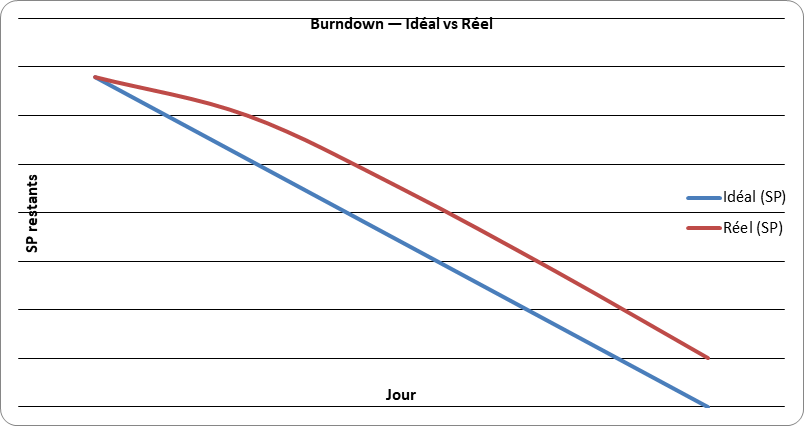 Burndown — Idéal vs Réel
SP restants
Idéal (SP)
Réel (SP)
Jour